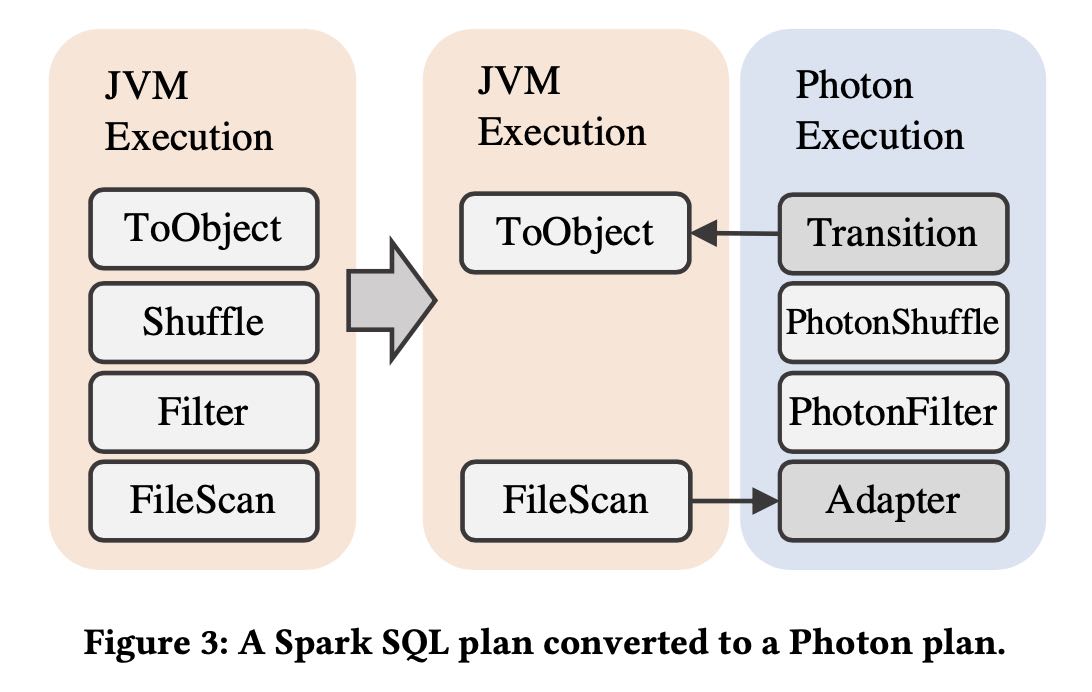 JVM
Execution
ToObject
Shuffle
Filter
FileScan
JVM
Execution
ToObject
FileScan
Photon
Execution
Transition
PhotonShuffle
PhotonFilter
Adapter
Figure 3: A Spark SQL plan converted to a Photon plan.